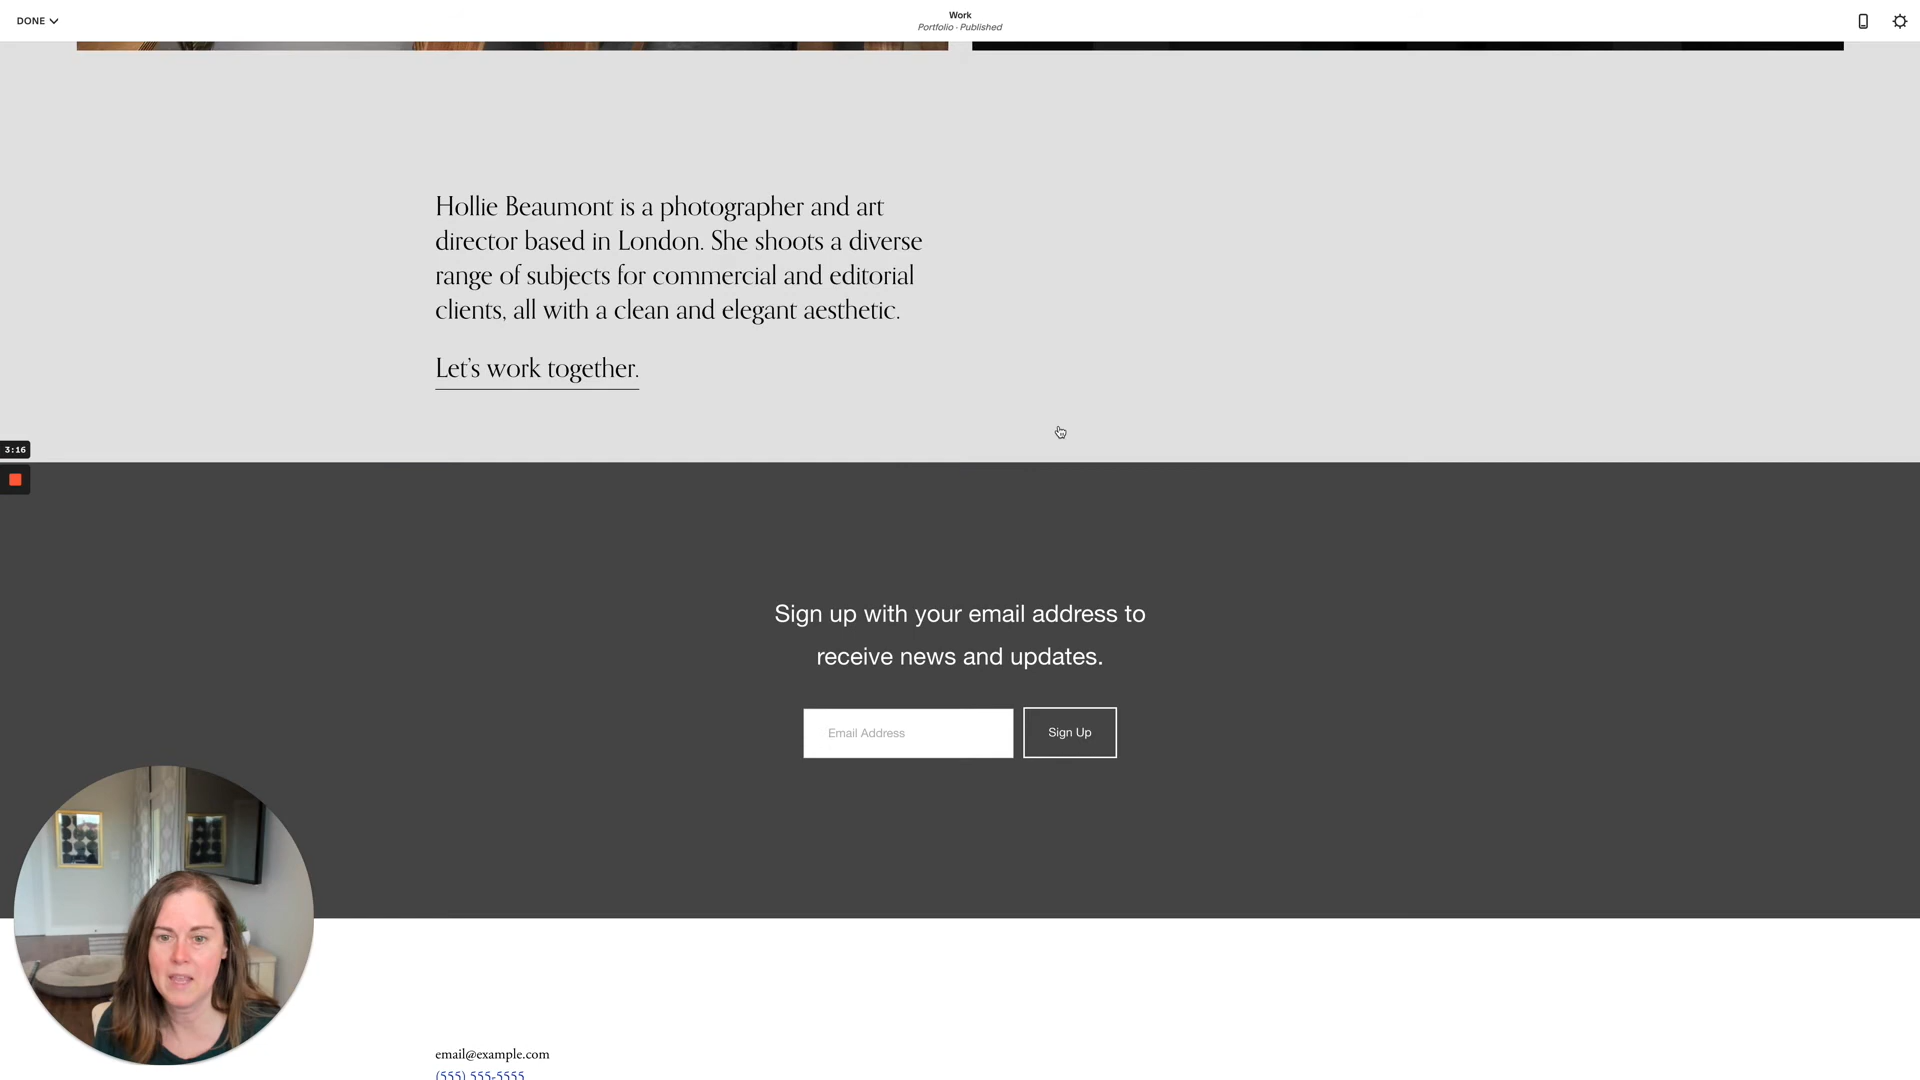 DONE
Work
Portfolio · Published
Hollie Beaumont is a photographer and art
director based in London. She shoots a diverse
range of subjects for commercial and editorial
clients, all with a clean and elegant aesthetic.
Let's work together.
3:16
Sign up with your email address to
receive news and updates.
Email Address
Sign Up
email@example.com
(555) 555-5555